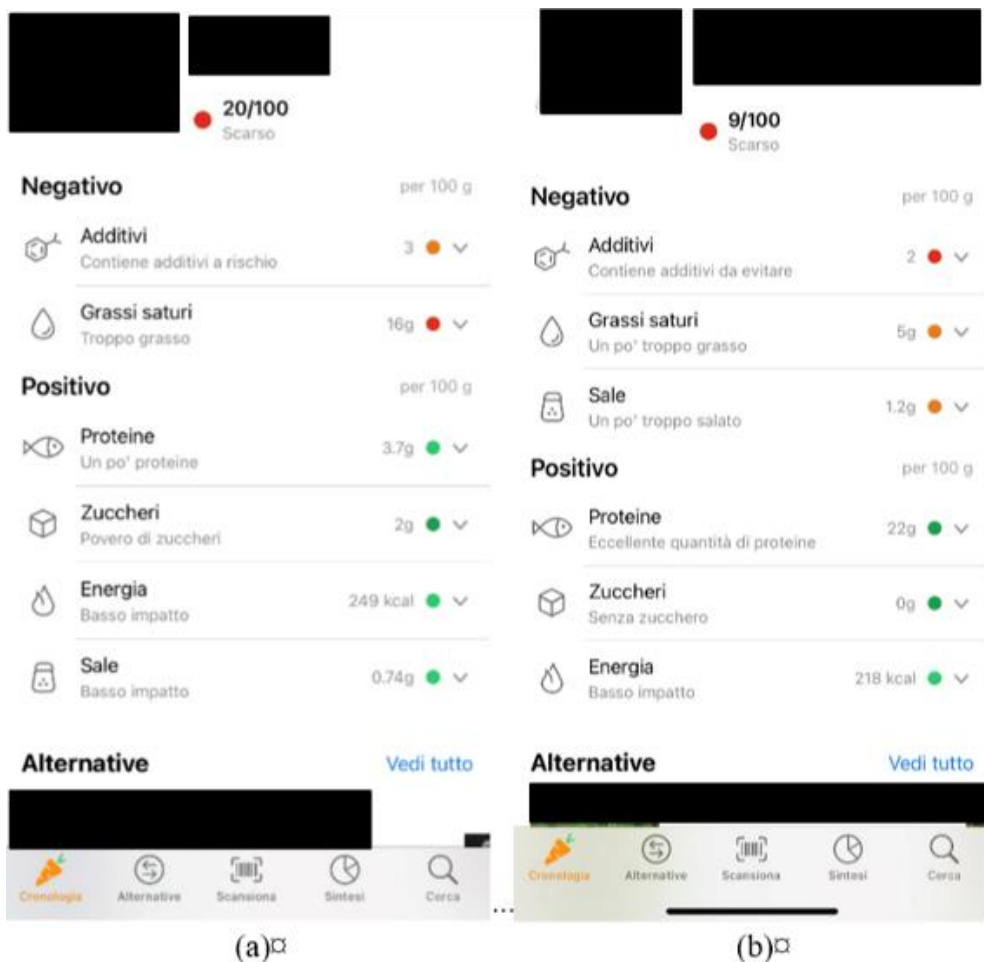 20/100
Scarso
Negativo
per 100 g
Additivi
3
Contiene additivi a rischio
Grassi saturi
16g
Troppo grasso
Positivo
per 100 g
Proteine
3.7g
Un po' proteine
Zuccheri
2g
Povero di zuccheri
Energia
249 kcal
Basso impatto
Sale
0.74g
Basso impatto
Alternative
Vedi tutto
Cronologia
Alternative
Scansiona
Sintesi
Cerca
(a)¤
9/100
Scarso
Negativo
per 100 g
Additivi
2
Contiene additivi da evitare
Grassi saturi
5g
Un po' troppo grasso
Sale
1.2g
Un po' troppo salato
Positivo
per 100 g
Proteine
22g
Eccellente quantità di proteine
Zuccheri
0g
Senza zucchero
Energia
218 kcal
Basso impatto
Alternative
Vedi tutto
Cronologia
Alternative
Scansiona
Sintesi
Cerca
(b)¤